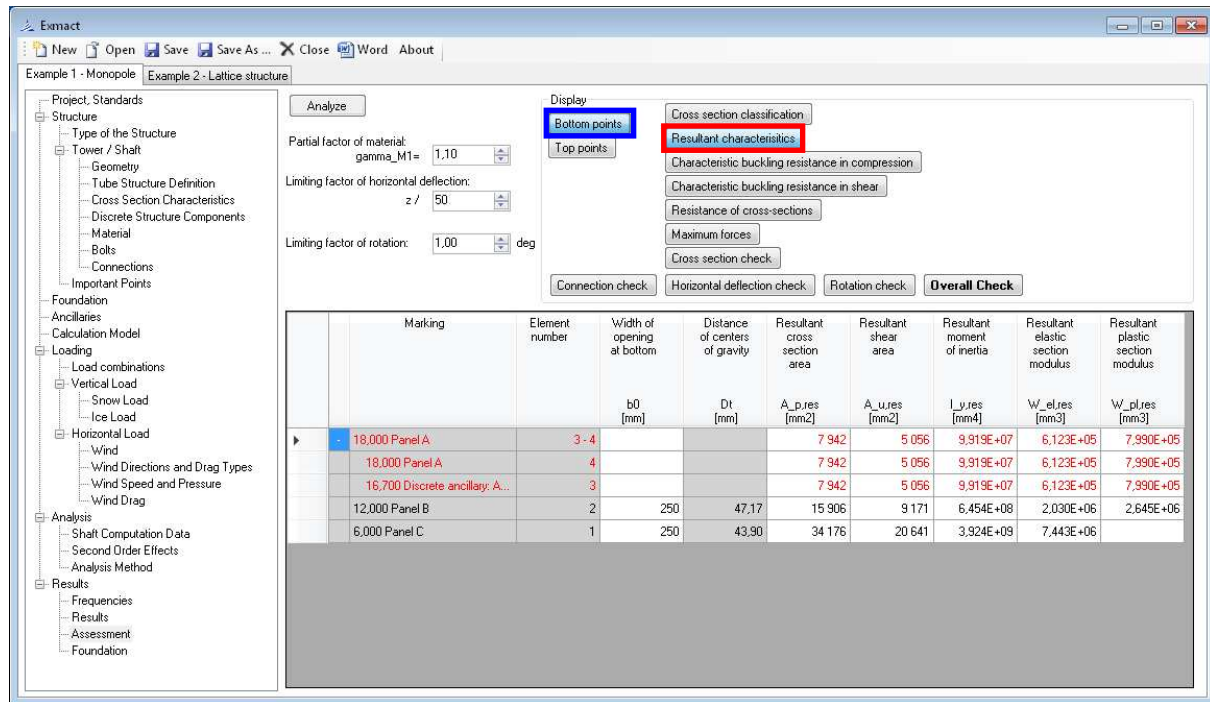 Exmact
New Open Save Save As ... Close Word About
Example 1 - Monopole Example 2 - Lattice structure
Project, Standards
Structure
Type of the Structure
Tower / Shaft
Geometry
Tube Structure Definition
Cross Section Characteristics
Discrete Structure Components
Material
Bolts
Connections
Important Points
Foundation
Ancillaries
Calculation Model
Loading
Load combinations
Vertical Load
Snow Load
Ice Load
Horizontal Load
Wind
Wind Directions and Drag Types
Wind Speed and Pressure
Wind Drag
Analysis
Shaft Computation Data
Second Order Effects
Analysis Method
Results
Frequencies
Results
Assessment
Foundation
Analyze
Partial factor of material:
gamma_M1= 1,10
Limiting factor of horizontal deflection:
z / 50
Limiting factor of rotation: 1,00 deg
Display
Bottom points
Top points
Cross section classification
Resultant characterisitics
Characteristic buckling resistance in compression
Characteristic buckling resistance in shear
Resistance of cross-sections
Maximum forces
Cross section check
Connection check Horizontal deflection check Rotation check Overall Check
Marking Element Width of Distance Resultant Resultant Resultant Resultant Resultant
number opening of centers cross shear moment elastic plastic
at bottom of gravity section area of inertia section section
area modulus modulus
b0 Dt A_p,res A_u,res I_y,res W_el,res W_pl,res
[mm] [mm] [mm2] [mm2] [mm4] [mm3] [mm3]
- 18,000 Panel A 3 - 4 7 942 5 056 9,919E+07 6,123E+05 7,990E+05
18,000 Panel A 4 7 942 5 056 9,919E+07 6,123E+05 7,990E+05
16,700 Discrete ancillary: A... 3 7 942 5 056 9,919E+07 6,123E+05 7,990E+05
12,000 Panel B 2 250 47,17 15 906 9 171 6,454E+08 2,030E+06 2,645E+06
6,000 Panel C 1 250 43,90 34 176 20 641 3,924E+09 7,443E+06